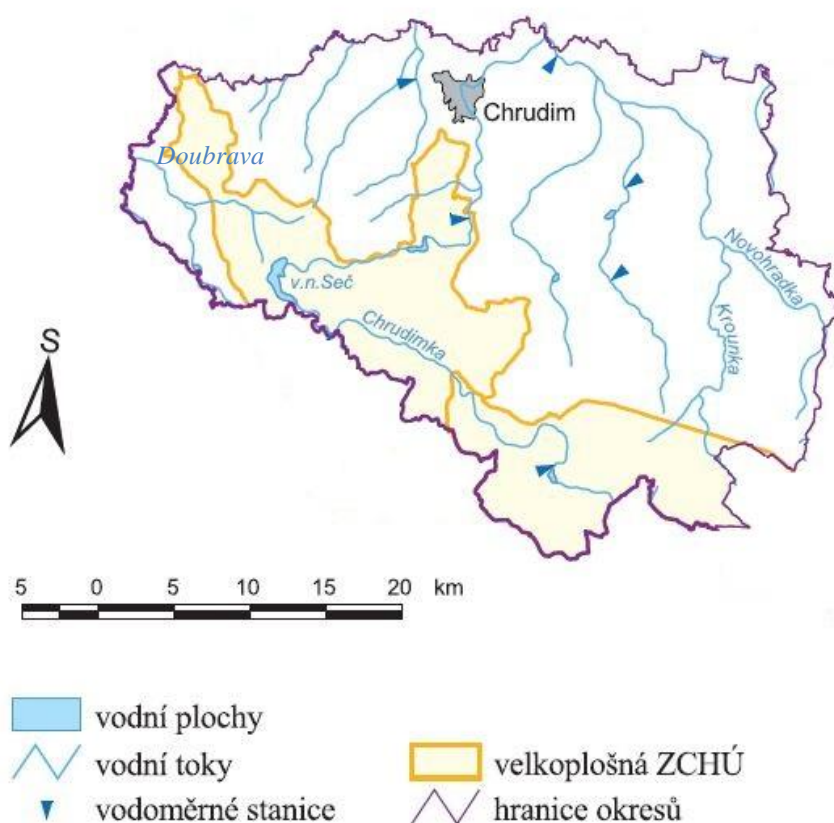 Chrudim
Doubrava
Novohradka
v.n.Seč
Krounka
Chrudimka
S
5 0 5 10 15 20 km
vodní plochy
vodní toky
velkoplošná ZCHÚ
vodoměrné stanice
hranice okresů